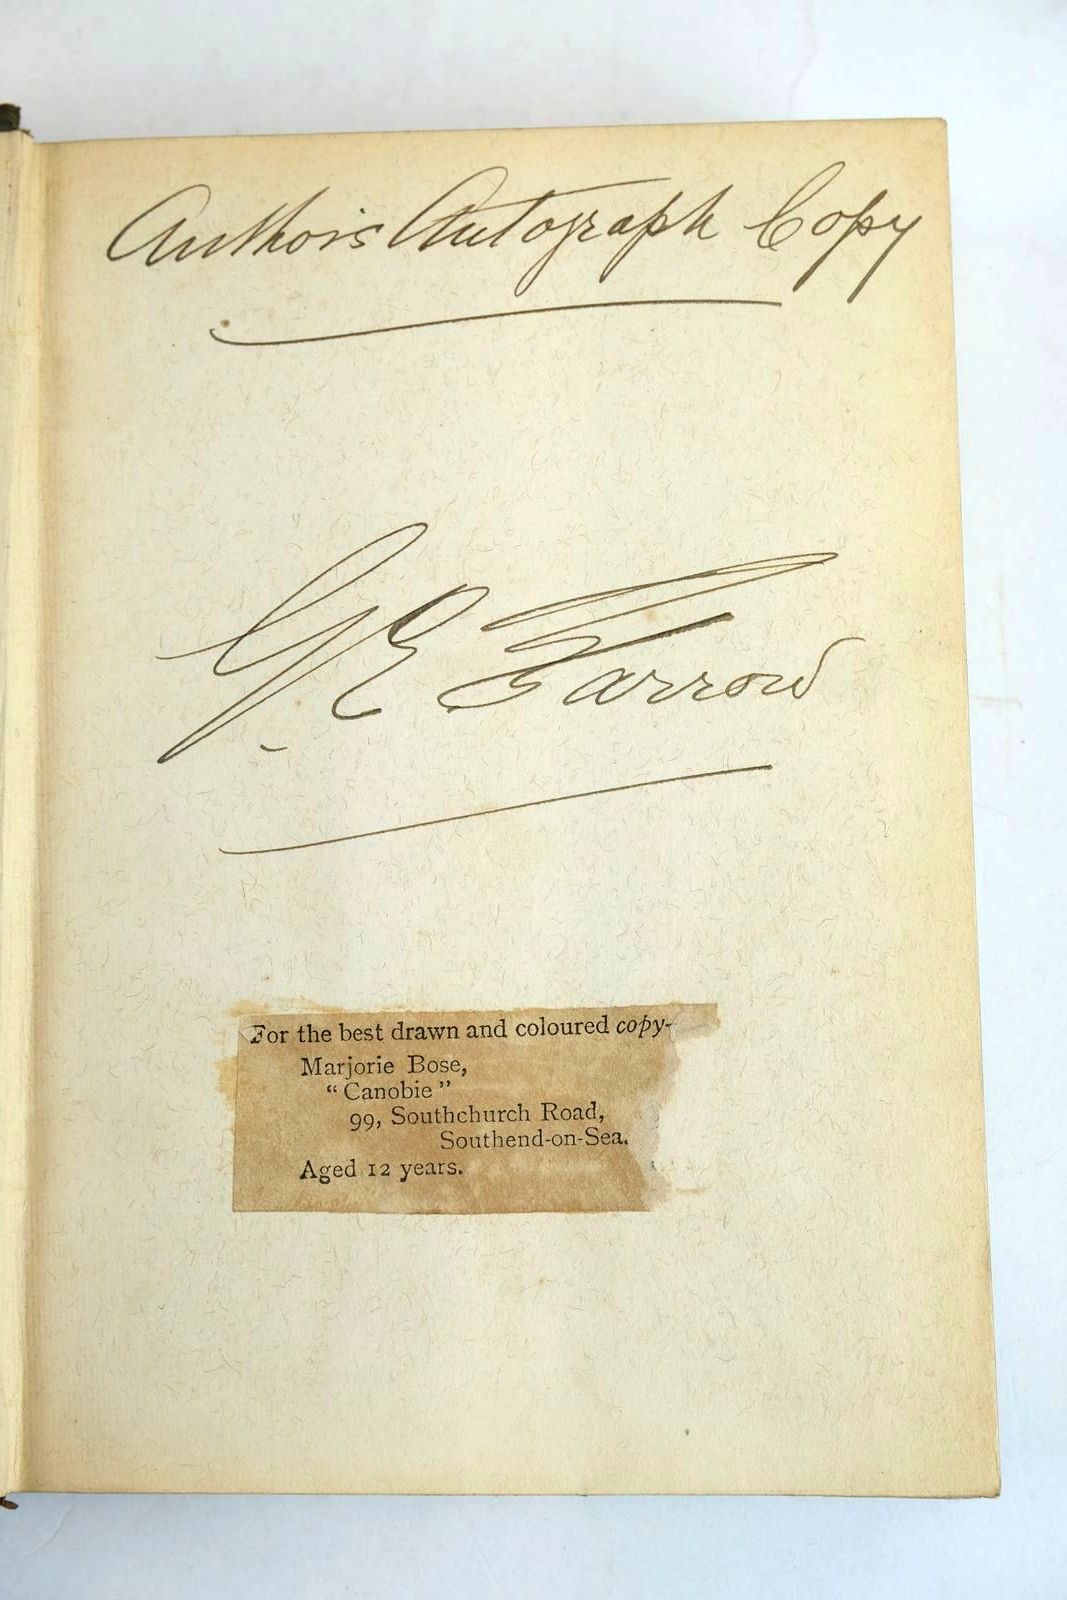 Author's Autograph Copy
G. E. Farrow
For the best drawn and coloured copy-
Marjorie Bose,
“Canobie”
99, Southchurch Road,
Southend-on-Sea.
Aged 12 years.